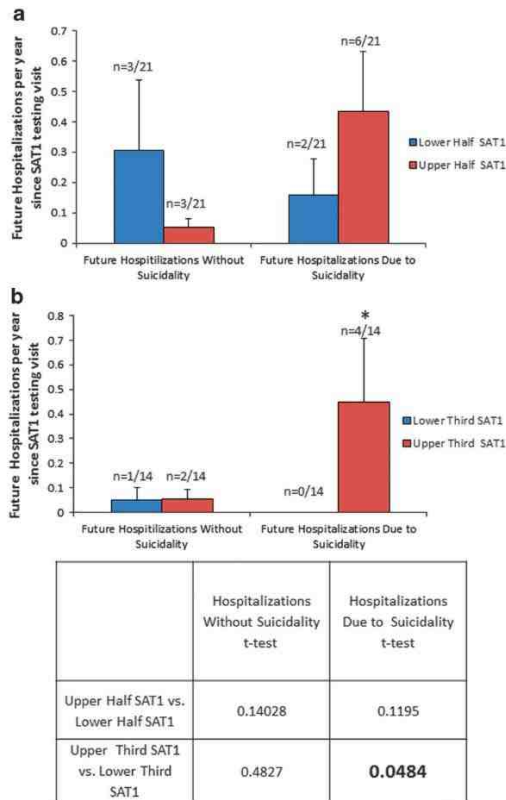 a
Future Hospitalizations per year
since SAT1 testing visit
0.7
0.6
0.5
0.4
0.3
0.2
0.1
0
n=3/21
n=3/21
n=2/21
n=6/21
Future Hospitilizations Without
Suicidality
Future Hospitalizations Due to
Suicidality
Lower Half SAT1
Upper Half SAT1
b
Future Hospitalizations per year
since SAT1 testing visit
0.8
0.7
0.6
0.5
0.4
0.3
0.2
0.1
0
n=1/14
n=2/14
n=0/14
*
n=4/14
Future Hospitilizations Without
Suicidality
Future Hospitalizations Due to
Suicidality
Lower Third SAT1
Upper Third SAT1
Hospitalizations
Without Suicidality
t-test
Hospitalizations
Due to Suicidality
t-test
Upper Half SAT1 vs.
Lower Half SAT1
0.14028
0.1195
Upper Third SAT1
vs. Lower Third
SAT1
0.4827
0.0484